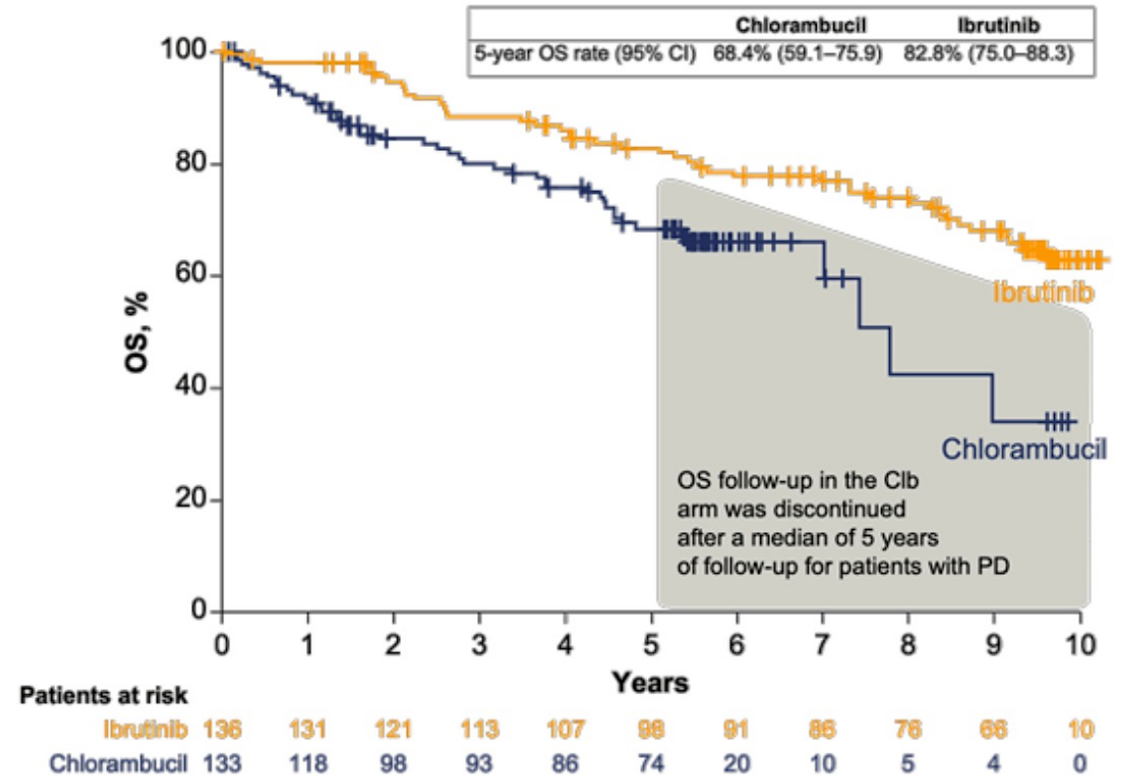 Chlorambucil Ibrutinib
5-year OS rate (95% CI) 68.4% (59.1–75.9) 82.8% (75.0–88.3)
100
80
60
40
20
0
OS, %
Ibrutinib
Chlorambucil
OS follow-up in the Clb
arm was discontinued
after a median of 5 years
of follow-up for patients with PD
0 1 2 3 4 5 6 7 8 9 10
Years
Patients at risk
Ibrutinib 136 131 121 113 107 98 91 86 76 66 10
Chlorambucil 133 118 98 93 86 74 20 10 5 4 0